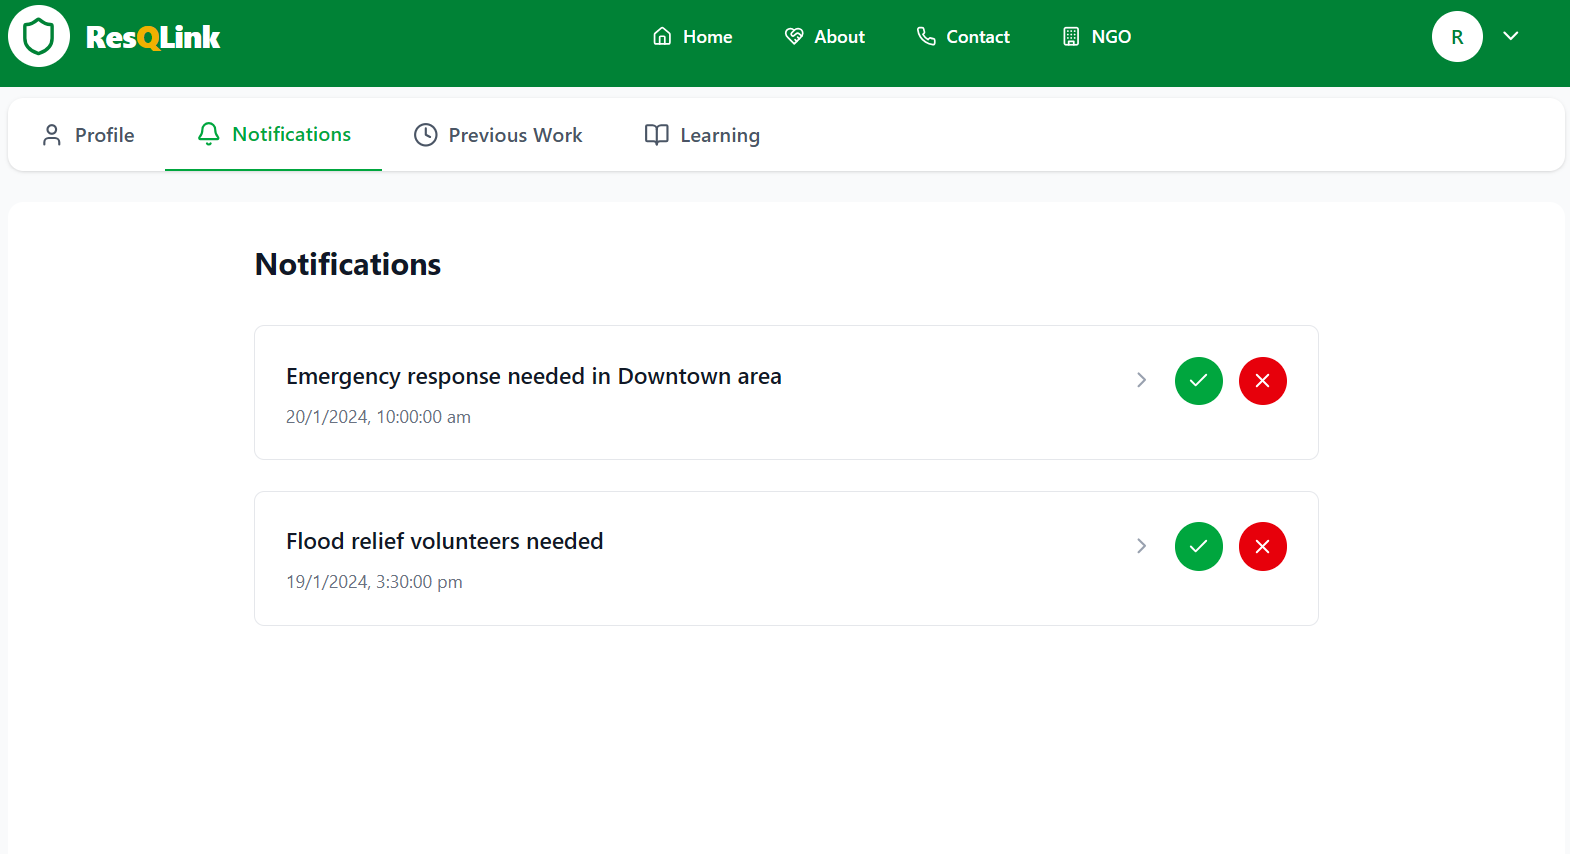 ResQLink
Home About Contact NGO
R
Profile Notifications Previous Work Learning
Notifications
Emergency response needed in Downtown area
20/1/2024, 10:00:00 am
Flood relief volunteers needed
19/1/2024, 3:30:00 pm